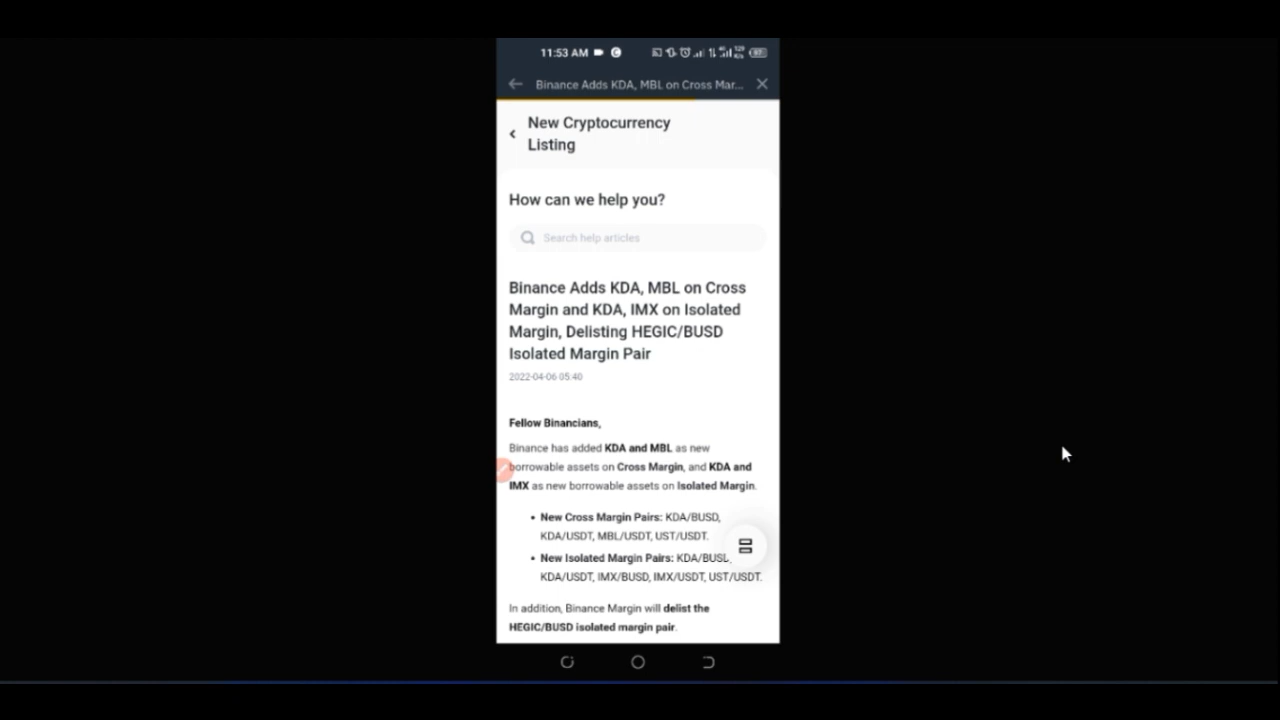 11:53 AM
Binance Adds KDA, MBL on Cross Mar...
New Cryptocurrency
Listing
How can we help you?
Search help articles
Binance Adds KDA, MBL on Cross
Margin and KDA, IMX on Isolated
Margin, Delisting HEGIC/BUSD
Isolated Margin Pair
2022-04-06 05:40
Fellow Binancians,
Binance has added KDA and MBL as new
borrowable assets on Cross Margin, and KDA and
IMX as new borrowable assets on Isolated Margin.
• New Cross Margin Pairs: KDA/BUSD,
KDA/USDT, MBL/USDT, UST/USDT.
• New Isolated Margin Pairs: KDA/BUSD,
KDA/USDT, IMX/BUSD, IMX/USDT, UST/USDT.
In addition, Binance Margin will delist the
HEGIC/BUSD isolated margin pair.